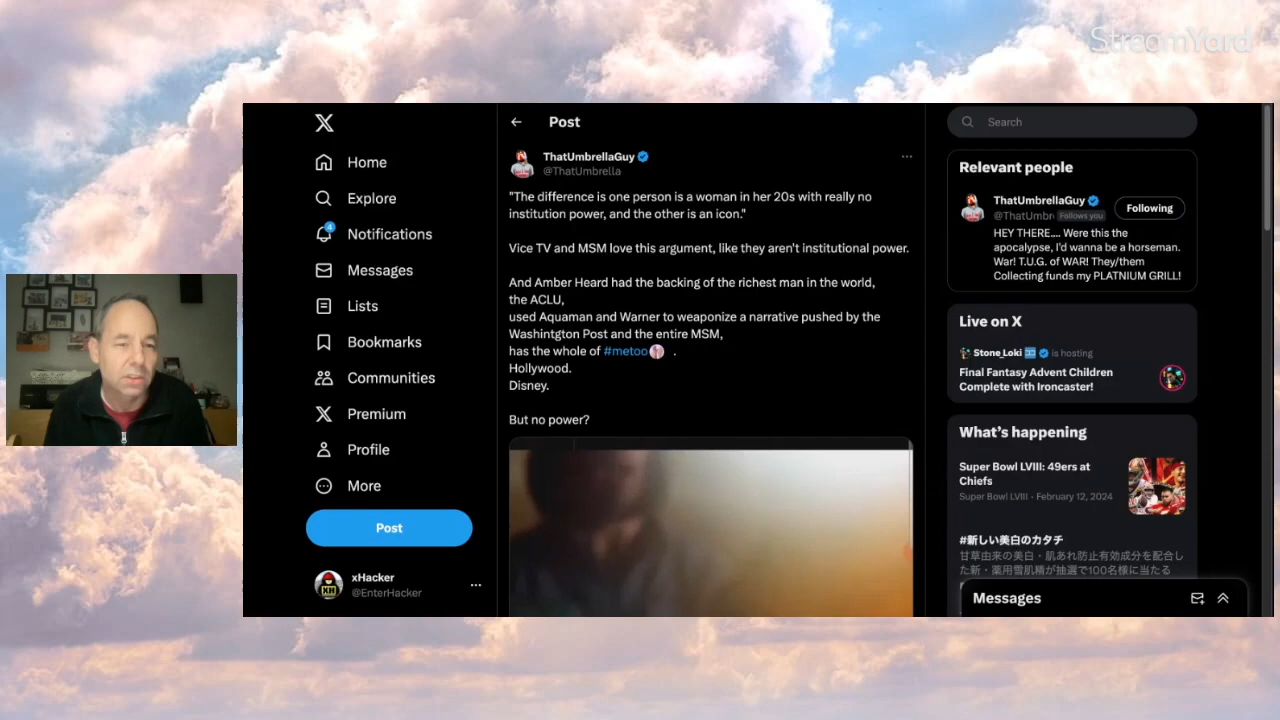 StreamYard
Home
Explore
4
Notifications
Messages
Lists
Bookmarks
Communities
Premium
Profile
More
Post
xHacker
@EnterHacker
XH
Post
ThatUmbrellaGuy
@ThatUmbrella
"The difference is one person is a woman in her 20s with really no
institution power, and the other is an icon."
Vice TV and MSM love this argument, like they aren't institutional power.
And Amber Heard had the backing of the richest man in the world,
the ACLU,
used Aquaman and Warner to weaponize a narrative pushed by the
Washintgton Post and the entire MSM,
has the whole of #metoo .
Hollywood.
Disney.
But no power?
Search
Relevant people
ThatUmbrellaGuy
@ThatUmbr Follows you
Following
HEY THERE.... Were this the
apocalypse, I'd wanna be a horseman.
War! T.U.G. of WAR! They/them
Collecting funds my PLATNIUM GRILL!
Live on X
Stone_Loki is hosting
Final Fantasy Advent Children
Complete with Ironcaster!
What's happening
Super Bowl LVIII: 49ers at
Chiefs
Super Bowl LVIII · February 12, 2024
#新しい美白のカタチ
甘草由来の美白・肌あれ防止有効成分を配合し
た新・薬用雪肌精が抽選で100名様に当たる
Messages